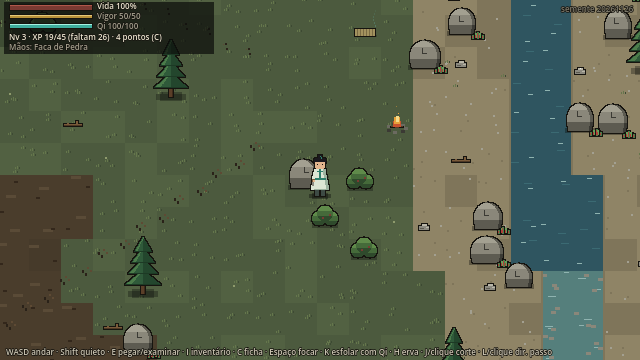 Vida 100%
Vigor 50/50
Qi 100/100
Nv 3 · XP 19/45 (faltam 26) · 4 pontos (C)
Mãos: Faca de Pedra
WASD andar · Shift quieto · E pegar/examinar · I inventário · C ficha · Espaço focar · K esfolar com Qi · H erva · J/clique corte · L/clique dir. passo